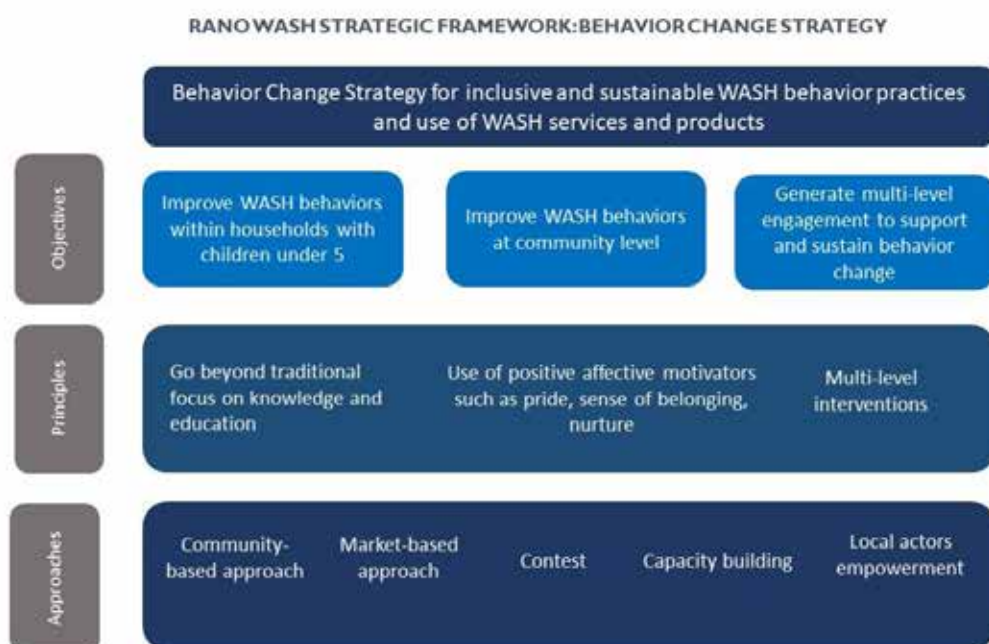 RANO WASH STRATEGIC FRAMEWORK:BEHAVIOR CHANGE STRATEGY
Behavior Change Strategy for inclusive and sustainable WASH behavior practices
and use of WASH services and products
Objectives
Improve WASH behaviors
within households with
children under 5
Improve WASH behaviors
at community level
Generate multi-level
engagement to support
and sustain behavior
change
Principles
Go beyond traditional
focus on knowledge and
education
Use of positive affective motivators
such as pride, sense of belonging,
nurture
Multi-level
interventions
Approaches
Community-
based approach
Market-based
approach
Contest
Capacity building
Local actors
empowerment